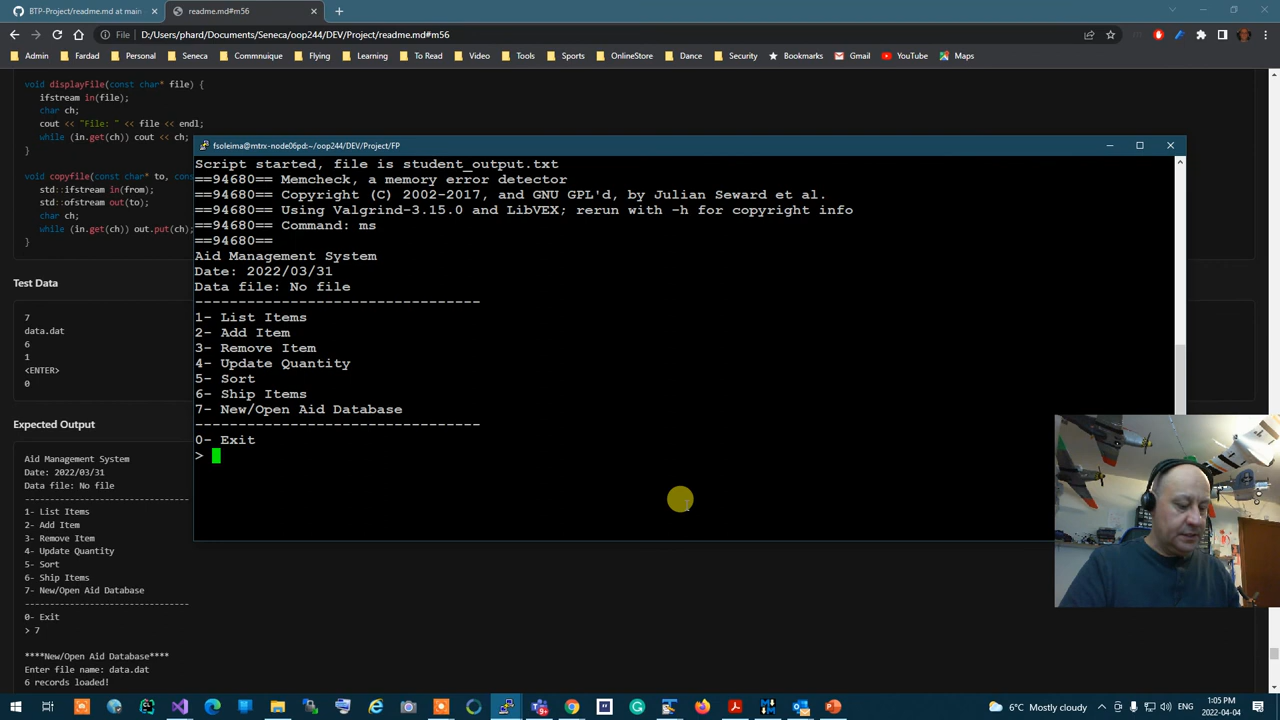 BTP-Project/readme.md at main
readme.md#m56
File
D:/Users/phard/Documents/Seneca/oop244/DEV/Project/readme.md#m56
Admin
Fardad
Personal
Seneca
Commnuique
Flying
Learning
To Read
Video
Tools
Sports
OnlineStore
Dance
Security
Bookmarks
Gmail
YouTube
Maps
void displayFile(const char* file) {
ifstream in(file);
char ch;
cout << "File: " << file << endl;
while (in.get(ch)) cout << ch;
}
void copyfile(const char* to, cons
std::ifstream in(from);
std::ofstream out(to);
char ch;
while (in.get(ch)) out.put(ch);
}
Test Data
7
data.dat
6
1
<ENTER>
0
Expected Output
Aid Management System
Date: 2022/03/31
Data file: No file
---------------------------------
1- List Items
2- Add Item
3- Remove Item
4- Update Quantity
5- Sort
6- Ship Items
7- New/Open Aid Database
---------------------------------
0- Exit
> 7
****New/Open Aid Database****
Enter file name: data.dat
6 records loaded!
fsoleima@mtrx-node06pd:~/oop244/DEV/Project/FP
Script started, file is student_output.txt
==94680== Memcheck, a memory error detector
==94680== Copyright (C) 2002-2017, and GNU GPL'd, by Julian Seward et al.
==94680== Using Valgrind-3.15.0 and LibVEX; rerun with -h for copyright info
==94680== Command: ms
==94680==
Aid Management System
Date: 2022/03/31
Data file: No file
---------------------------------
1- List Items
2- Add Item
3- Remove Item
4- Update Quantity
5- Sort
6- Ship Items
7- New/Open Aid Database
---------------------------------
0- Exit
>
6°C Mostly cloudy
ENG
1:05 PM
2022-04-04